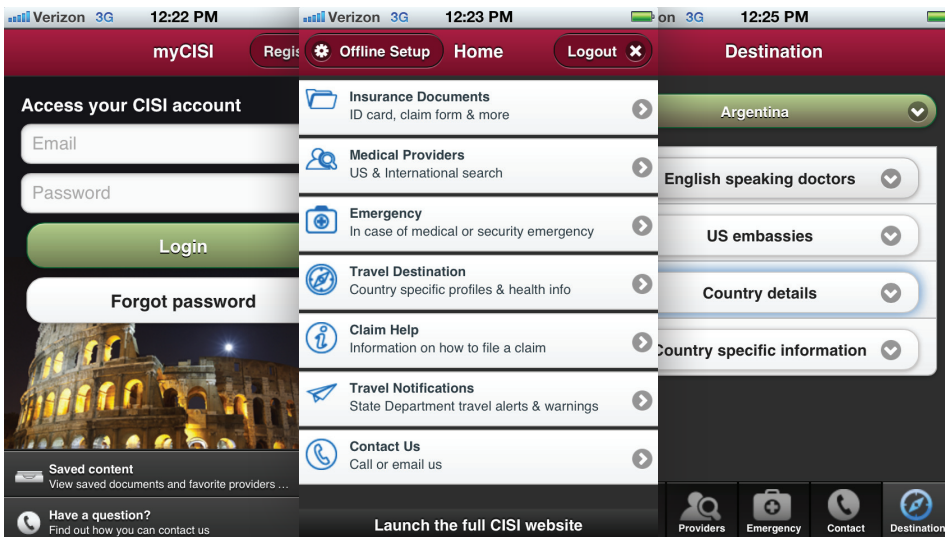 Verizon 3G 12:22 PM
myCISI
Regis
Access your CISI account
Email
Password
Login
Forgot password
Saved content
View saved documents and favorite providers ...
Have a question?
Find out how you can contact us
Verizon 3G 12:23 PM
Offline Setup
Home
Logout
Insurance Documents
ID card, claim form & more
Medical Providers
US & International search
Emergency
In case of medical or security emergency
Travel Destination
Country specific profiles & health info
Claim Help
Information on how to file a claim
Travel Notifications
State Department travel alerts & warnings
Contact Us
Call or email us
Launch the full CISI website
on 3G 12:25 PM
Destination
Argentina
English speaking doctors
US embassies
Country details
Country specific information
Providers
Emergency
Contact
Destination